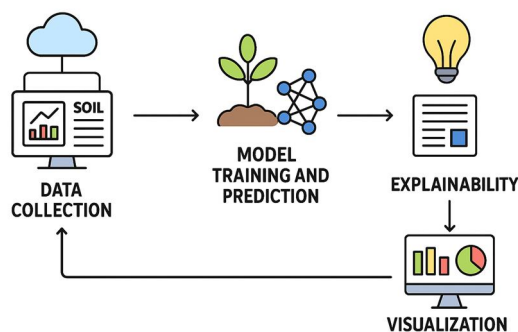 SOIL
DATA
COLLECTION
MODEL
TRAINING AND
PREDICTION
EXPLAINABILITY
VISUALIZATION